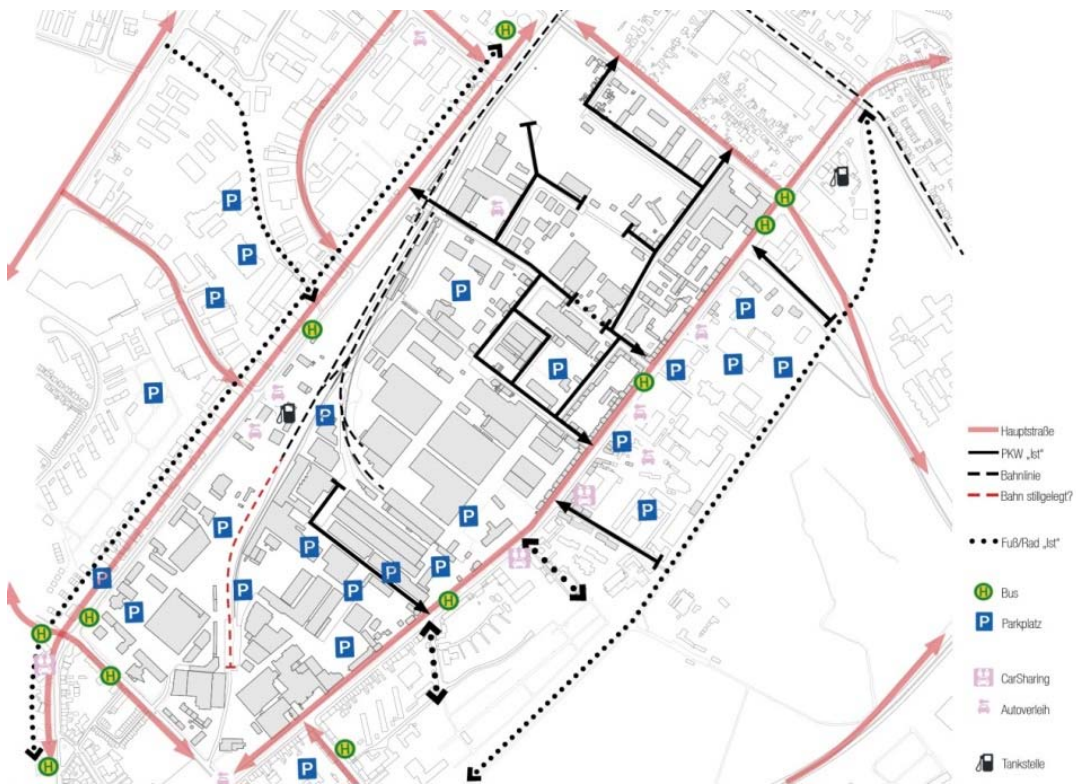 Hauptstraße
PKW „Ist"
Bahnlinie
Bahn stillgelegt?
Fuß/Rad „Ist"
H Bus
P Parkplatz
CarSharing
Autoverleih
Tankstelle